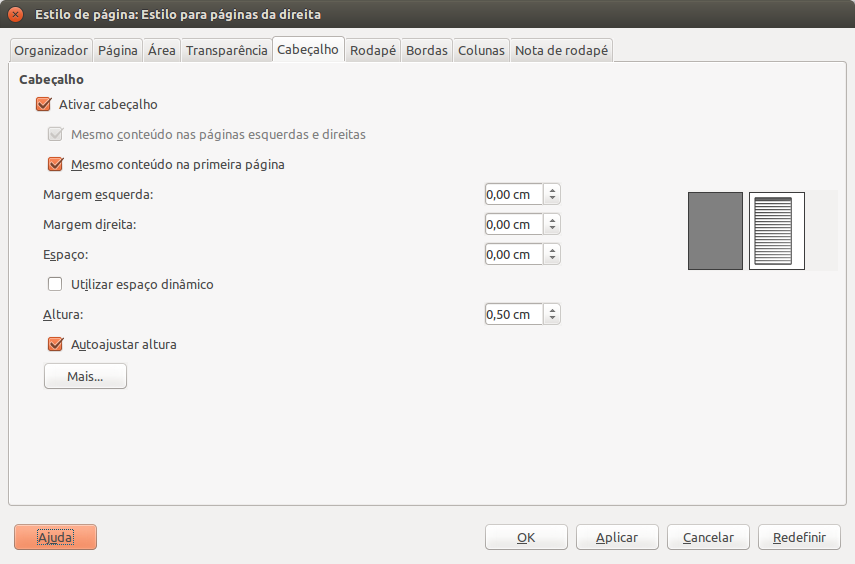 Estilo de página: Estilo para páginas da direita
Organizador Página Área Transparência Cabeçalho Rodapé Bordas Colunas Nota de rodapé
Cabeçalho
Ativar cabeçalho
Mesmo conteúdo nas páginas esquerdas e direitas
Mesmo conteúdo na primeira página
Margem esquerda: 0,00 cm
Margem direita: 0,00 cm
Espaço: 0,00 cm
Utilizar espaço dinâmico
Altura: 0,50 cm
Autoajustar altura
Mais...
Ajuda OK Aplicar Cancelar Redefinir